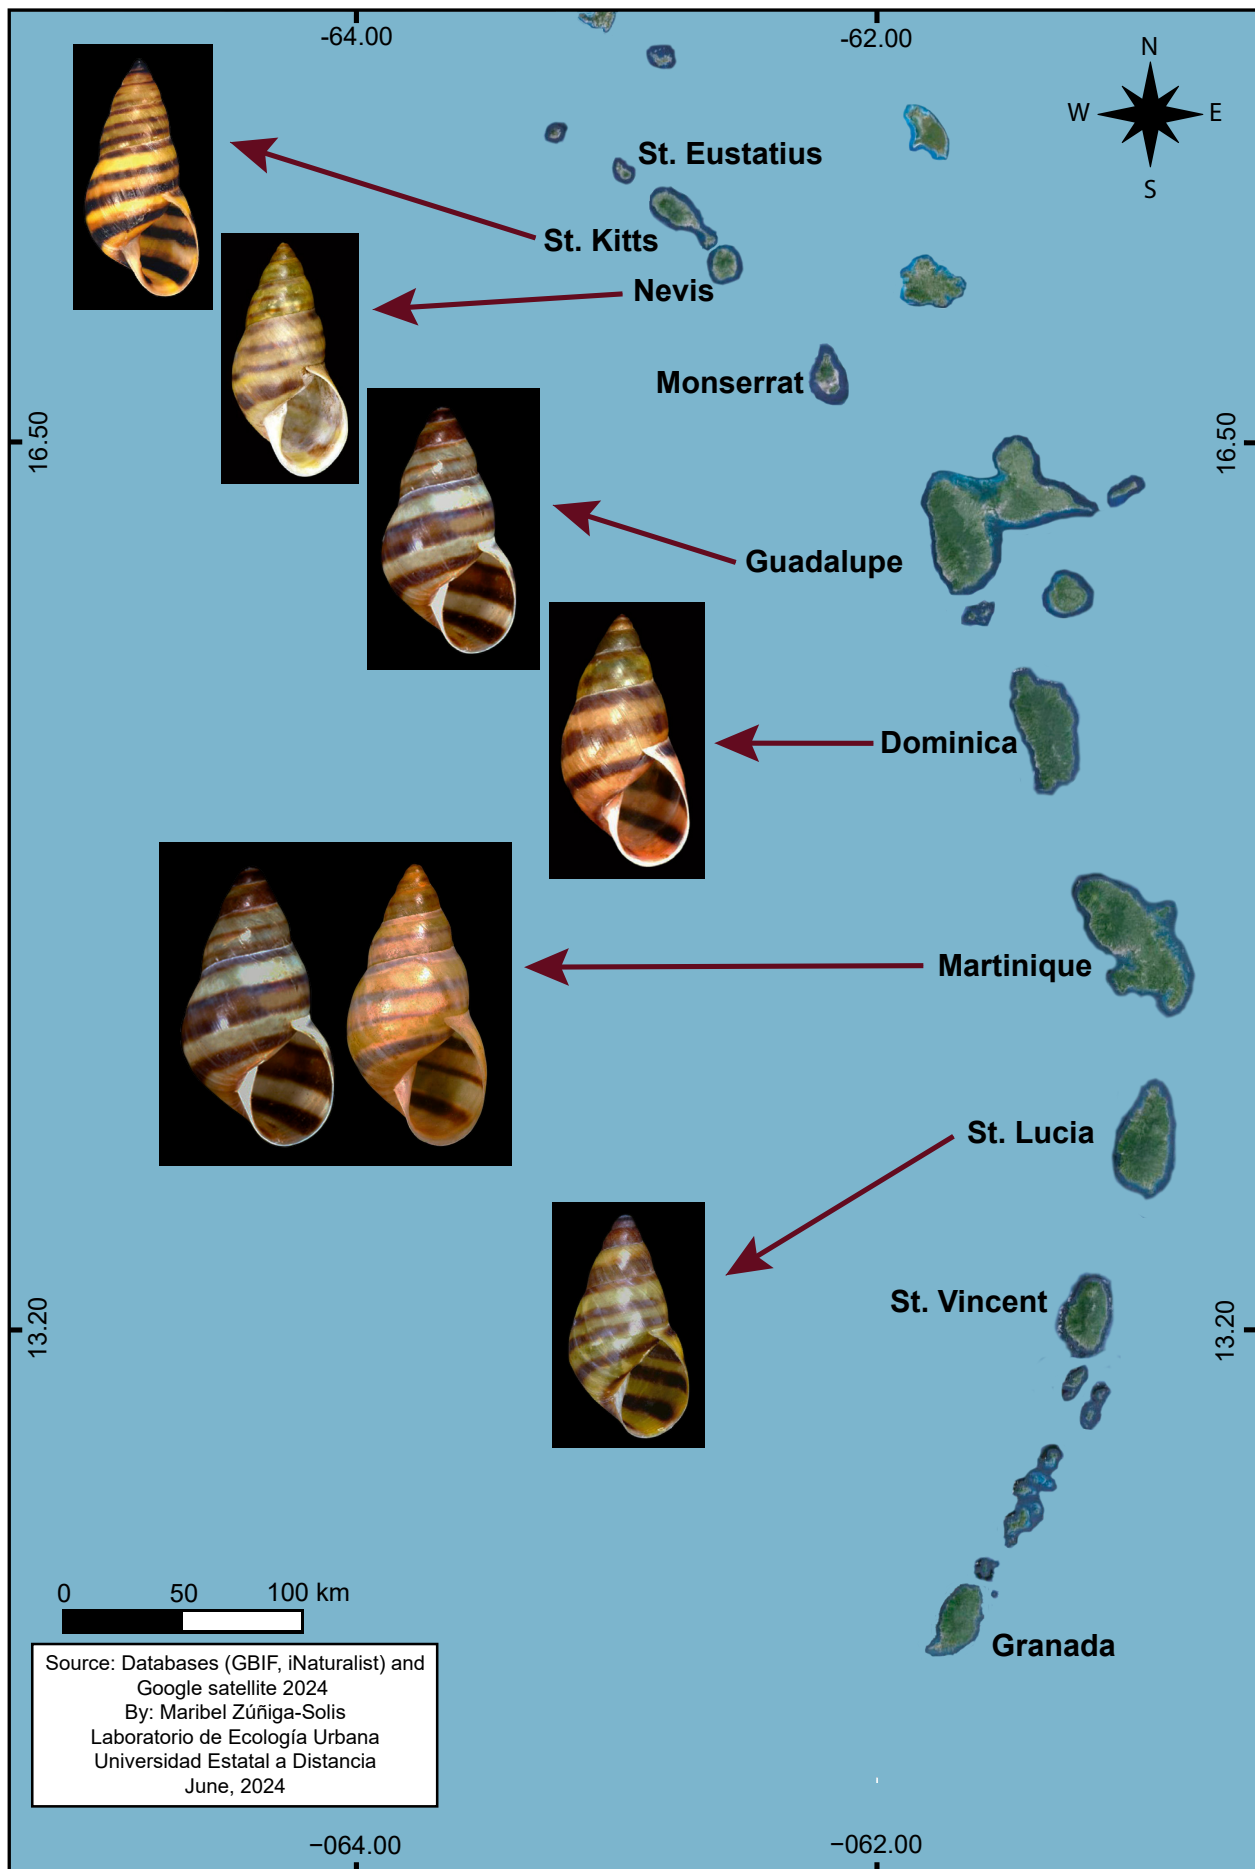 -64.00
-62.00
N
W
E
S
St. Eustatius
St. Kitts
Nevis
Monserrat
16.50
16.50
Guadalupe
Dominica
Martinique
St. Lucia
St. Vincent
13.20
13.20
0 50 100 km
Granada
Source: Databases (GBIF, iNaturalist) and
Google satellite 2024
By: Maribel Zúñiga-Solis
Laboratorio de Ecología Urbana
Universidad Estatal a Distancia
June, 2024
−064.00
−062.00